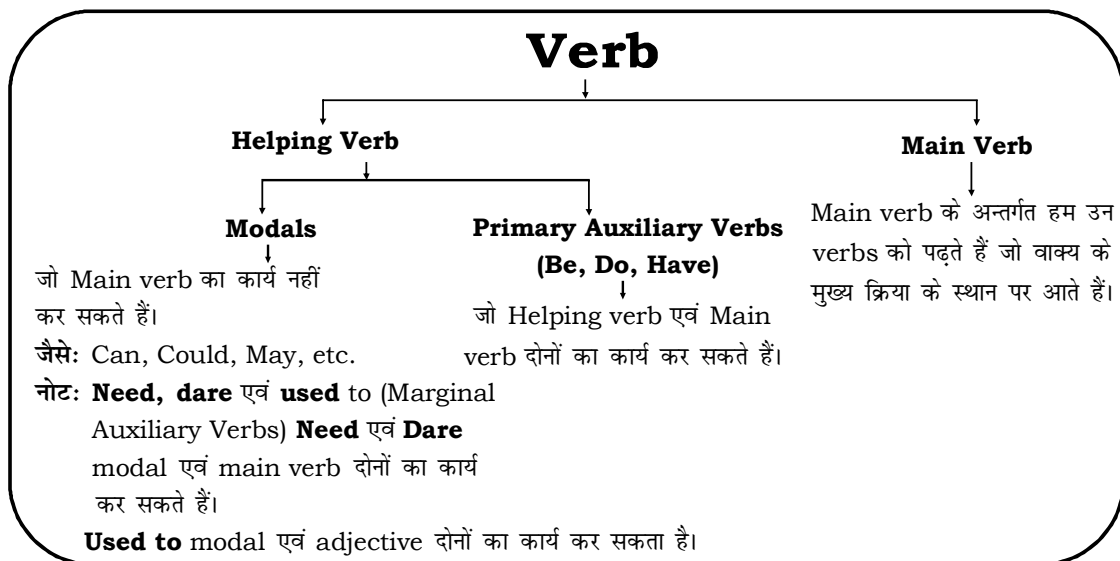 Verb
Helping Verb
Main Verb
Modals
जो Main verb का कार्य नहीं
कर सकते हैं।
जैसे: Can, Could, May, etc.
नोट: Need, dare एवं used to (Marginal
Auxiliary Verbs) Need एवं Dare
modal एवं main verb दोनों का कार्य
कर सकते हैं।
Used to modal एवं adjective दोनों का कार्य कर सकता है।
Primary Auxiliary Verbs
(Be, Do, Have)
जो Helping verb एवं Main
verb दोनों का कार्य कर सकते हैं।
Main verb के अन्तर्गत हम उन
verbs को पढ़ते हैं जो वाक्य के
मुख्य क्रिया के स्थान पर आते हैं।